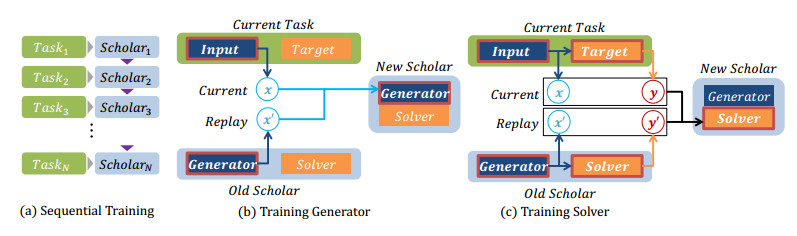 Task₁
Scholar₁
Task₂
Scholar₂
Task₃
Scholar₃
⋮
Task_N
Scholar_N
(a) Sequential Training
Current Task
Input
Target
New Scholar
Current
x
Generator
Replay
x'
Solver
Generator
Solver
Old Scholar
(b) Training Generator
Current Task
Input
Target
New Scholar
Current
x
y
Generator
Replay
x'
y'
Solver
Generator
Solver
Old Scholar
(c) Training Solver